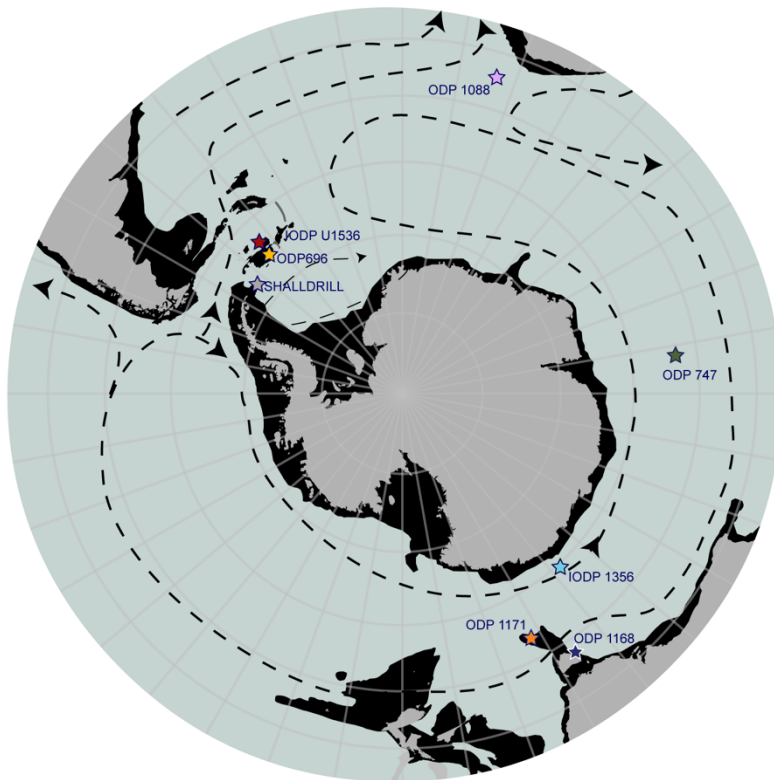 ODP 1088
IODP U1536
ODP696
SHALLDRILL
ODP 747
IODP 1356
ODP 1171
ODP 1168